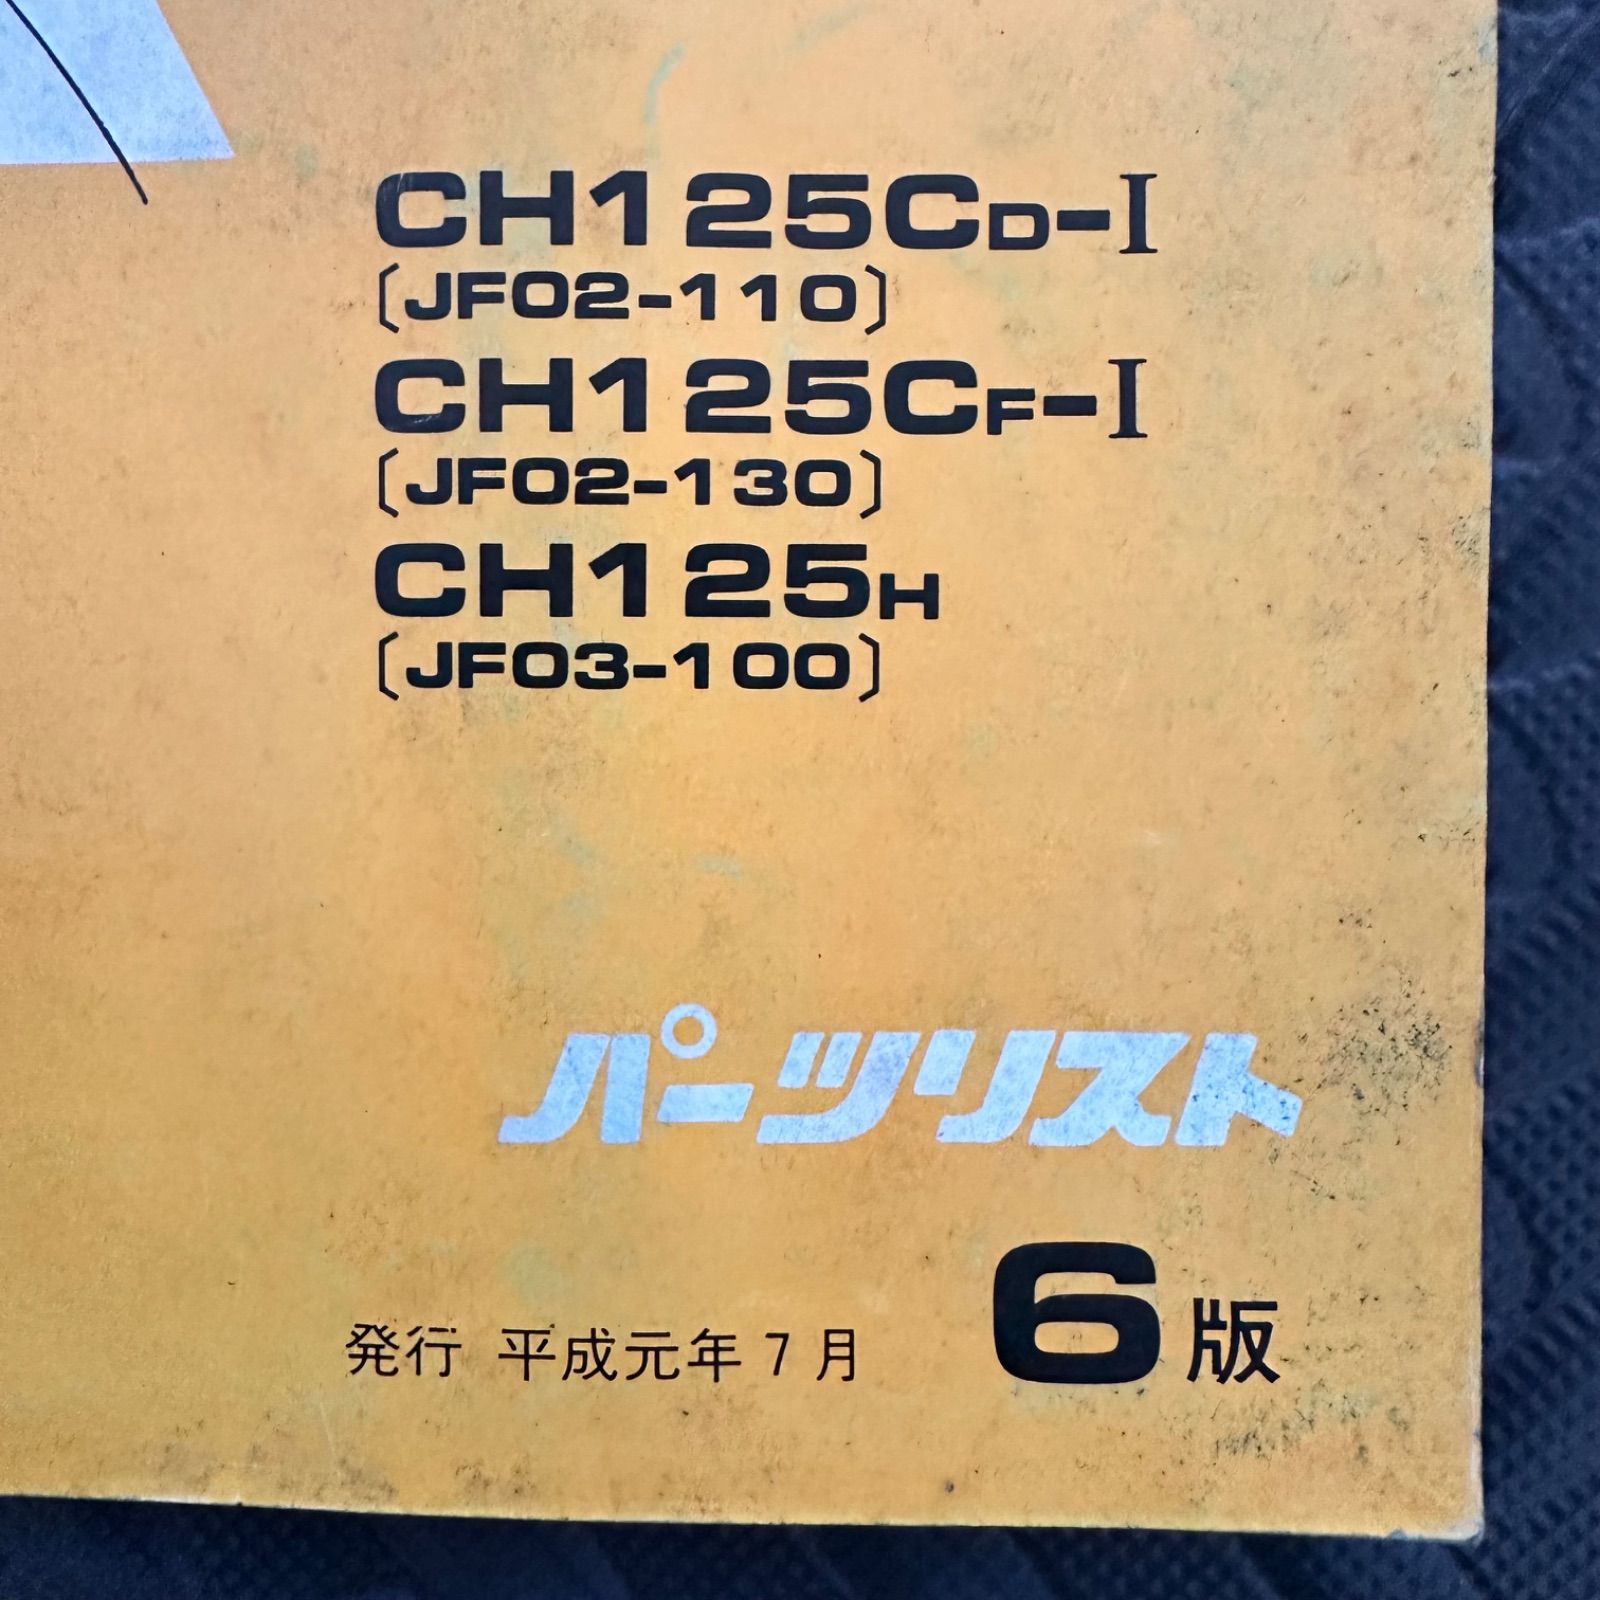 CH125CD-I
〔JF02-110〕
CH125CF-I
〔JF02-130〕
CH125H
〔JF03-100〕
パーツリスト
発行 平成元年7月 6版